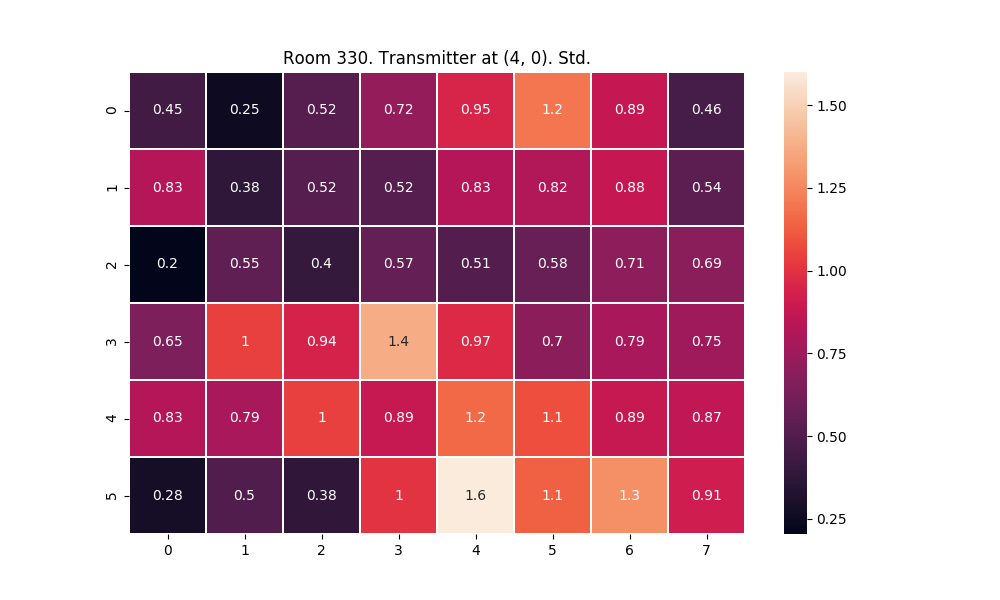 Room 330. Transmitter at (4, 0). Std.
0 0.45 0.25 0.52 0.72 0.95 1.2 0.89 0.46
1 0.83 0.38 0.52 0.52 0.83 0.82 0.88 0.54
2 0.2 0.55 0.4 0.57 0.51 0.58 0.71 0.69
3 0.65 1 0.94 1.4 0.97 0.7 0.79 0.75
4 0.83 0.79 1 0.89 1.2 1.1 0.89 0.87
5 0.28 0.5 0.38 1 1.6 1.1 1.3 0.91
0 1 2 3 4 5 6 7
1.50
1.25
1.00
0.75
0.50
0.25